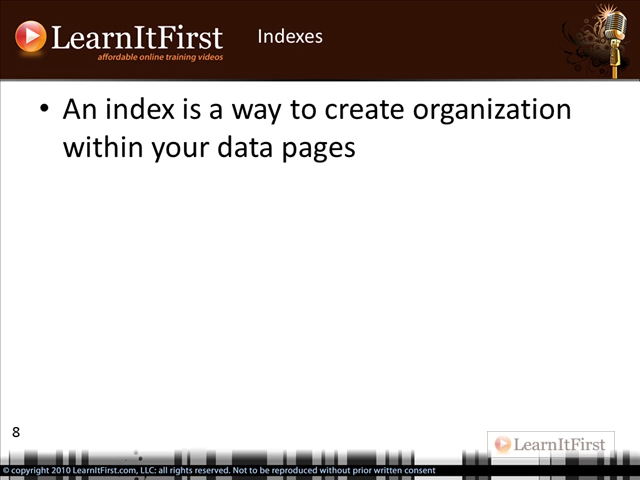 LearnItFirst
affordable online training videos
Indexes
• An index is a way to create organization
within your data pages
8
LearnItFirst
© copyright 2010 LearnItFirst.com, LLC: all rights reserved. Not to be reproduced without prior written consent